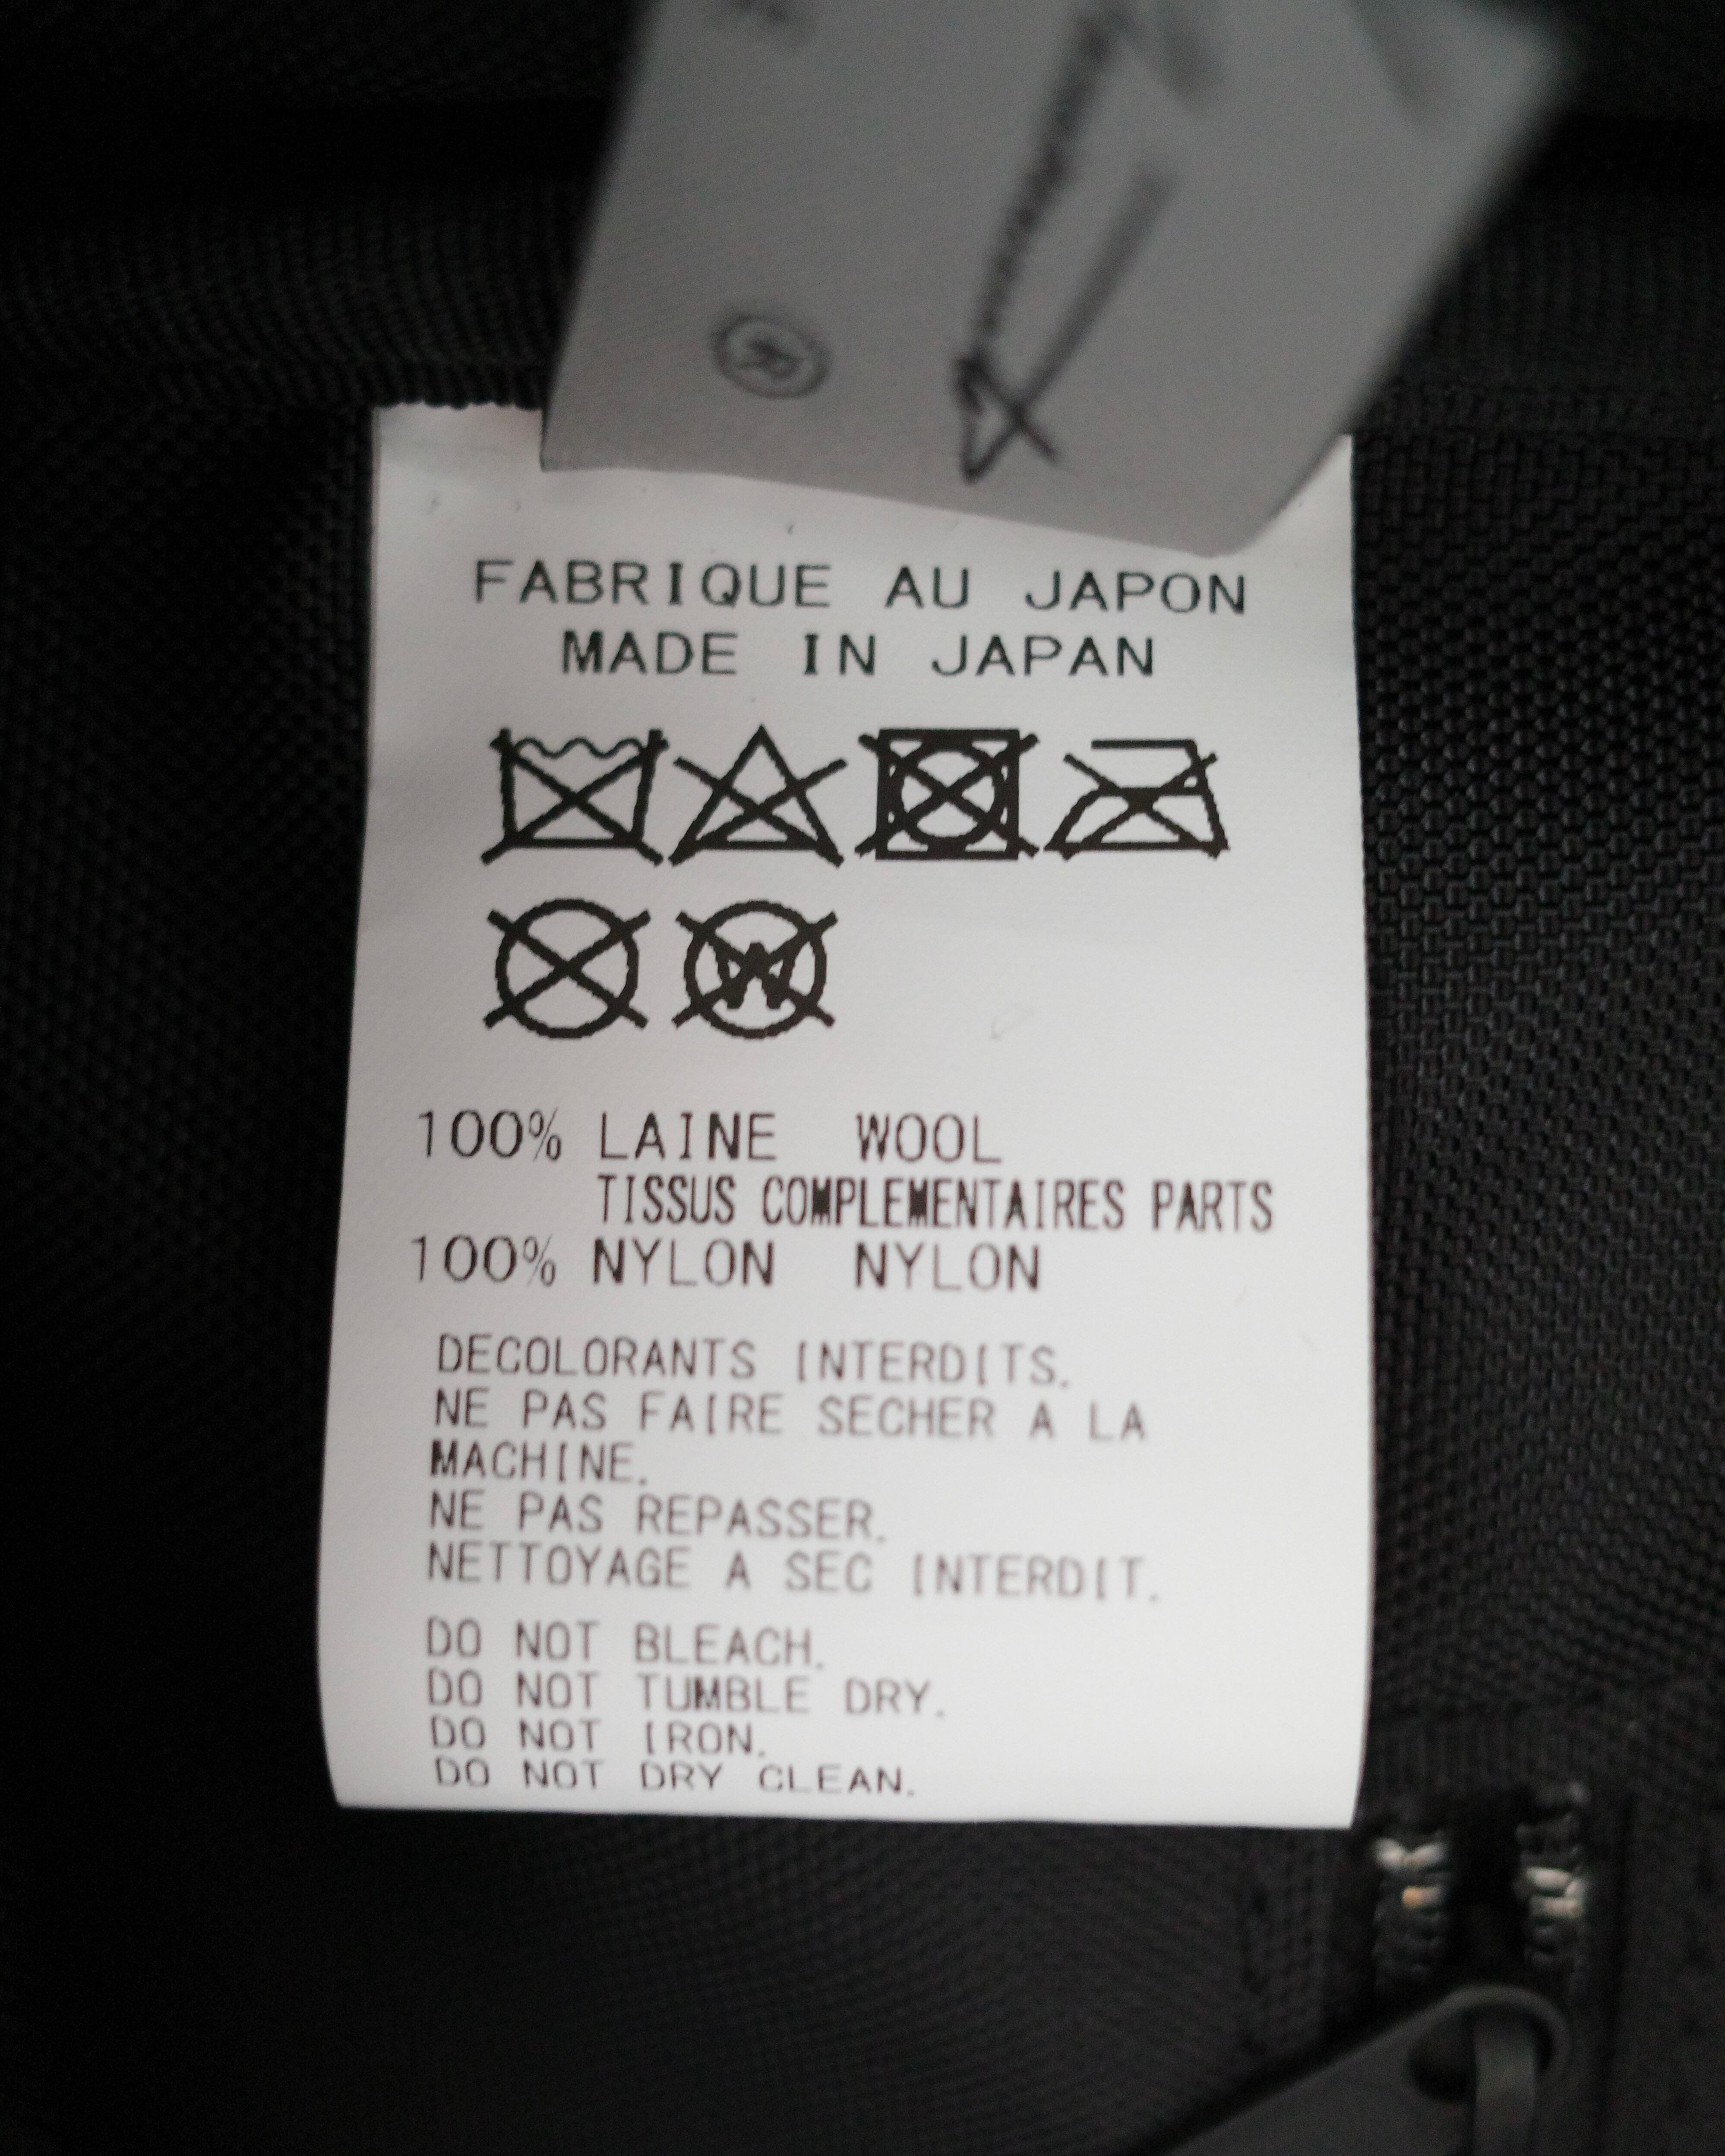 FABRIQUE AU JAPON
MADE IN JAPAN
W
100% LAINE WOOL
TISSUS COMPLEMENTAIRES PARTS
100% NYLON NYLON
DECOLORANTS INTERDITS.
NE PAS FAIRE SECHER A LA
MACHINE.
NE PAS REPASSER.
NETTOYAGE A SEC INTERDIT.
DO NOT BLEACH.
DO NOT TUMBLE DRY.
DO NOT IRON.
DO NOT DRY CLEAN.